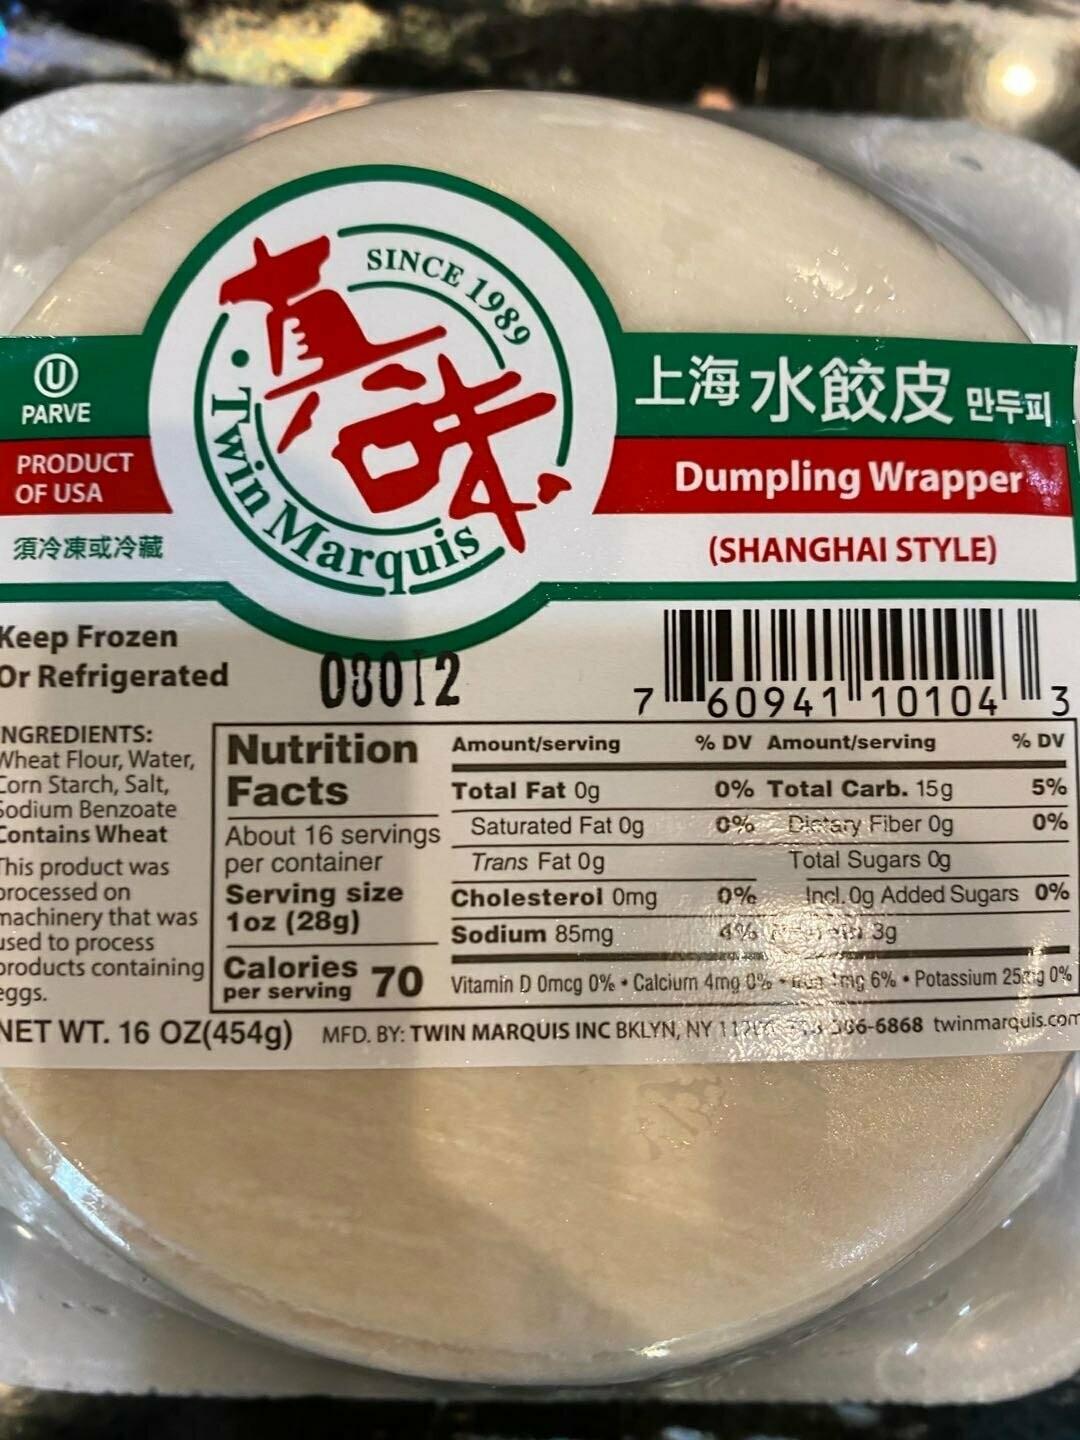 SINCE 1989
真味
Twin Marquis
U
PARVE
PRODUCT
OF USA
須冷凍或冷藏
上海水餃皮 만두피
Dumpling Wrapper
(SHANGHAI STYLE)
Keep Frozen
Or Refrigerated
08012
7 60941 10104 3
NGREDIENTS:
Wheat Flour, Water,
Corn Starch, Salt,
Sodium Benzoate
Contains Wheat
This product was
processed on
machinery that was
used to process
products containing
eggs.
NET WT. 16 OZ(454g)
Nutrition
Facts
About 16 servings
per container
Serving size
1oz (28g)
Calories
per serving 70
Amount/serving % DV
Total Fat 0g 0%
Saturated Fat 0g 0%
Trans Fat 0g
Cholesterol 0mg 0%
Sodium 85mg 4%
Amount/serving % DV
Total Carb. 15g 5%
Dietary Fiber 0g 0%
Total Sugars 0g
Incl. 0g Added Sugars 0%
3g
Vitamin D 0mcg 0% • Calcium 4mg 0% • 6% • Potassium 0%
MFD. BY: TWIN MARQUIS INC BKLYN, NY 6-6868 twinmarquis.com